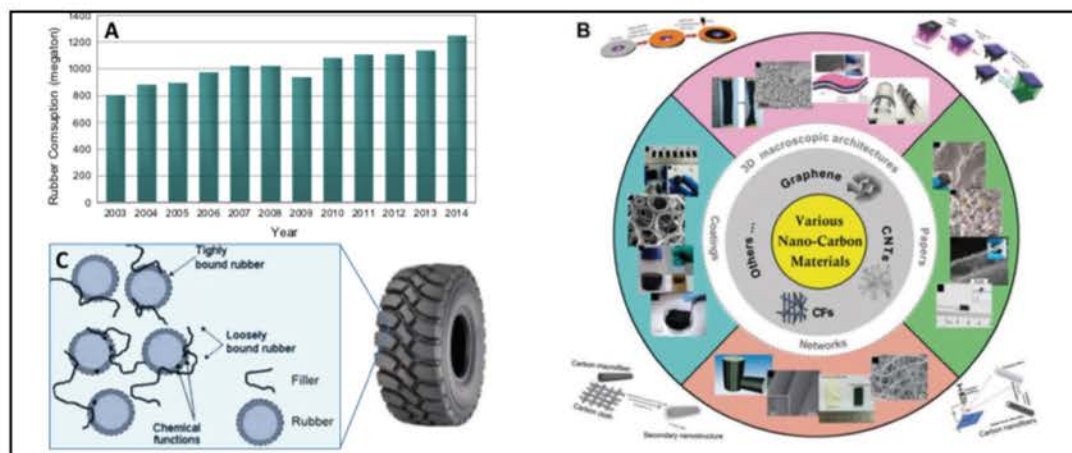 A
Rubber Comsuption (megaton)
1400
1200
1000
800
600
400
200
0
2003 2004 2005 2006 2007 2008 2009 2010 2011 2012 2013 2014
Year
B
3D macroscopic architectures
Graphene
CNTs
CFs
Others ...
Various
Nano-Carbon
Materials
Coatings
Papers
Networks
Carbon microfiber
Carbon cloth
Secondary nanostructure
Carbon nanofibers
C
Tighly
bound rubber
Loosely
bound rubber
Filler
Rubber
Chemical
functions